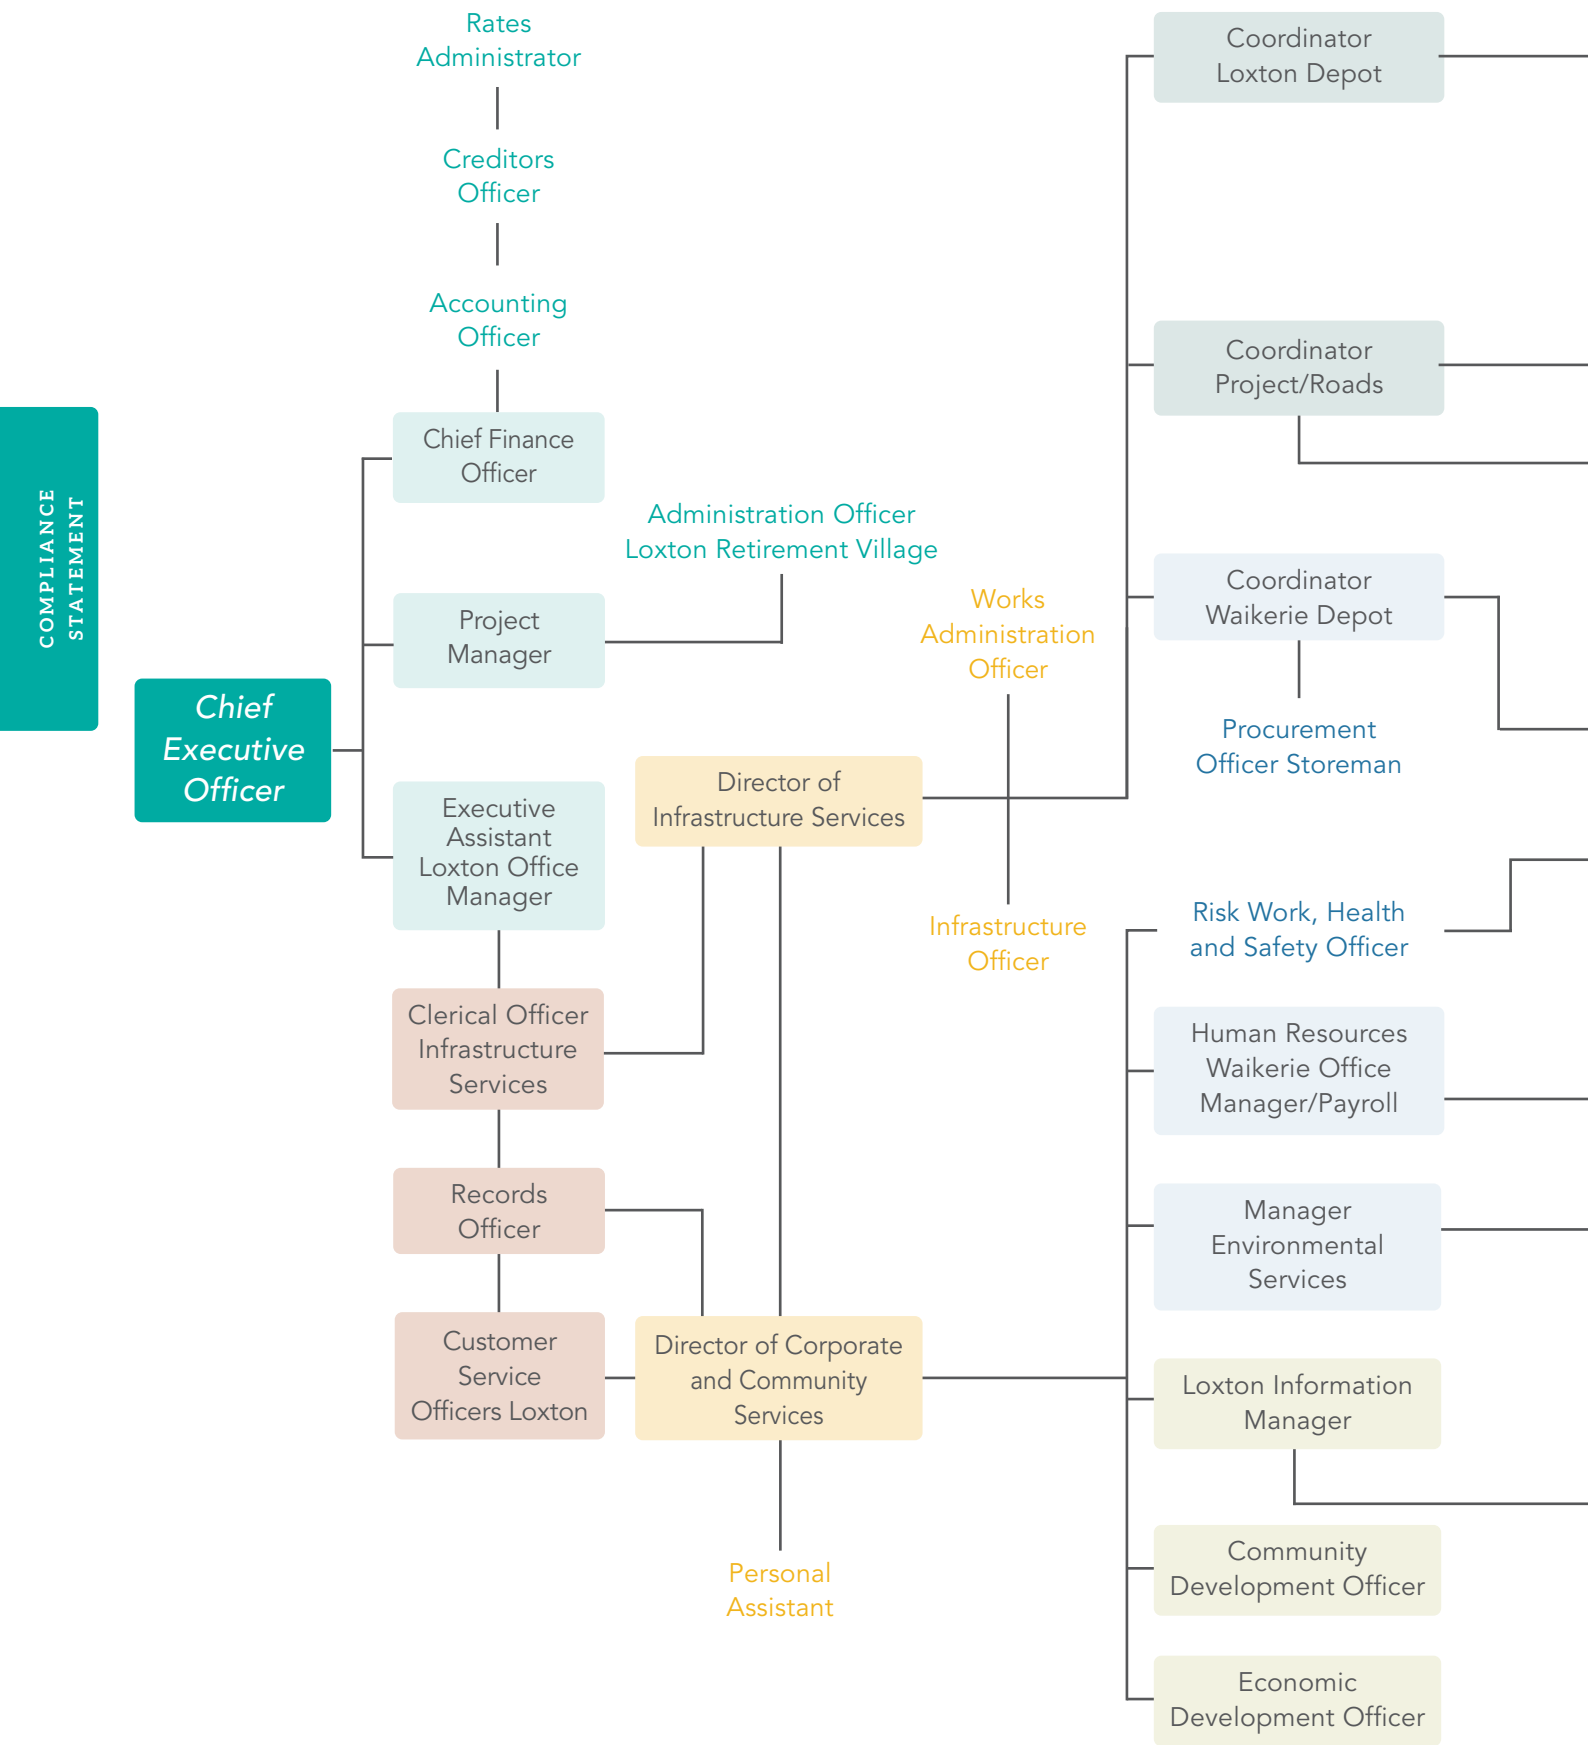 COMPLIANCE
STATEMENT
Chief
Executive
Officer
Rates
Administrator
Creditors
Officer
Accounting
Officer
Chief Finance
Officer
Project
Manager
Executive
Assistant
Loxton Office
Manager
Clerical Officer
Infrastructure
Services
Records
Officer
Customer
Service
Officers Loxton
Administration Officer
Loxton Retirement Village
Director of
Infrastructure Services
Director of Corporate
and Community
Services
Personal
Assistant
Works
Administration
Officer
Infrastructure
Officer
Coordinator
Loxton Depot
Coordinator
Project/Roads
Coordinator
Waikerie Depot
Procurement
Officer Storeman
Risk Work, Health
and Safety Officer
Human Resources
Waikerie Office
Manager/Payroll
Manager
Environmental
Services
Loxton Information
Manager
Community
Development Officer
Economic
Development Officer